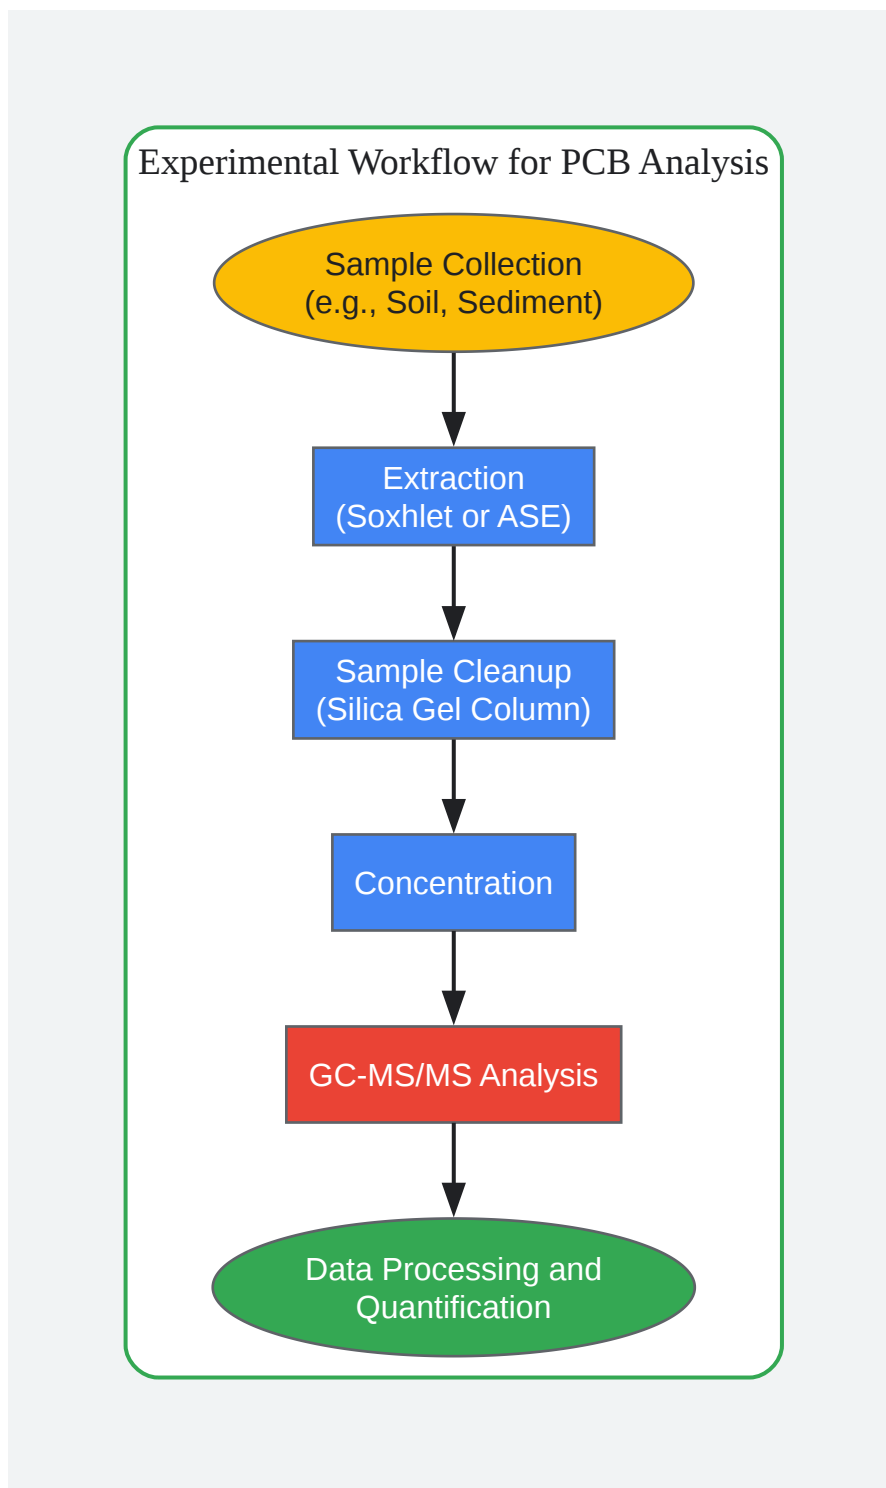 Experimental Workflow for PCB Analysis
Sample Collection
(e.g., Soil, Sediment)
Extraction
(Soxhlet or ASE)
Sample Cleanup
(Silica Gel Column)
Concentration
GC-MS/MS Analysis
Data Processing and
Quantification